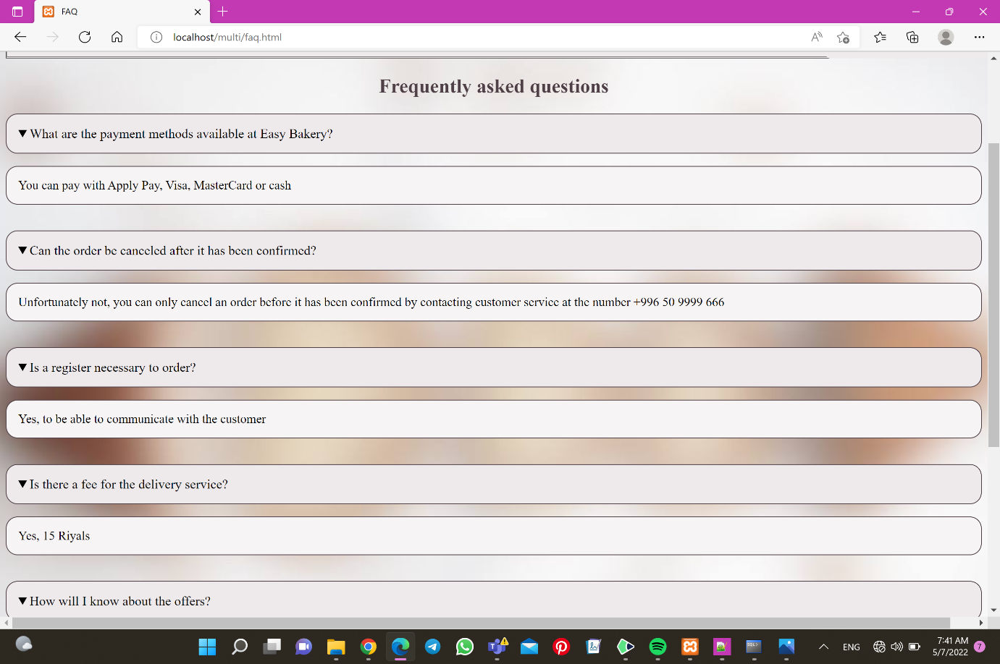 FAQ
localhost/multi/faq.html
Frequently asked questions
▼ What are the payment methods available at Easy Bakery?
You can pay with Apply Pay, Visa, MasterCard or cash
▼ Can the order be canceled after it has been confirmed?
Unfortunately not, you can only cancel an order before it has been confirmed by contacting customer service at the number +996 50 9999 666
▼ Is a register necessary to order?
Yes, to be able to communicate with the customer
▼ Is there a fee for the delivery service?
Yes, 15 Riyals
▼ How will I know about the offers?
ENG
7:41 AM
5/7/2022
7